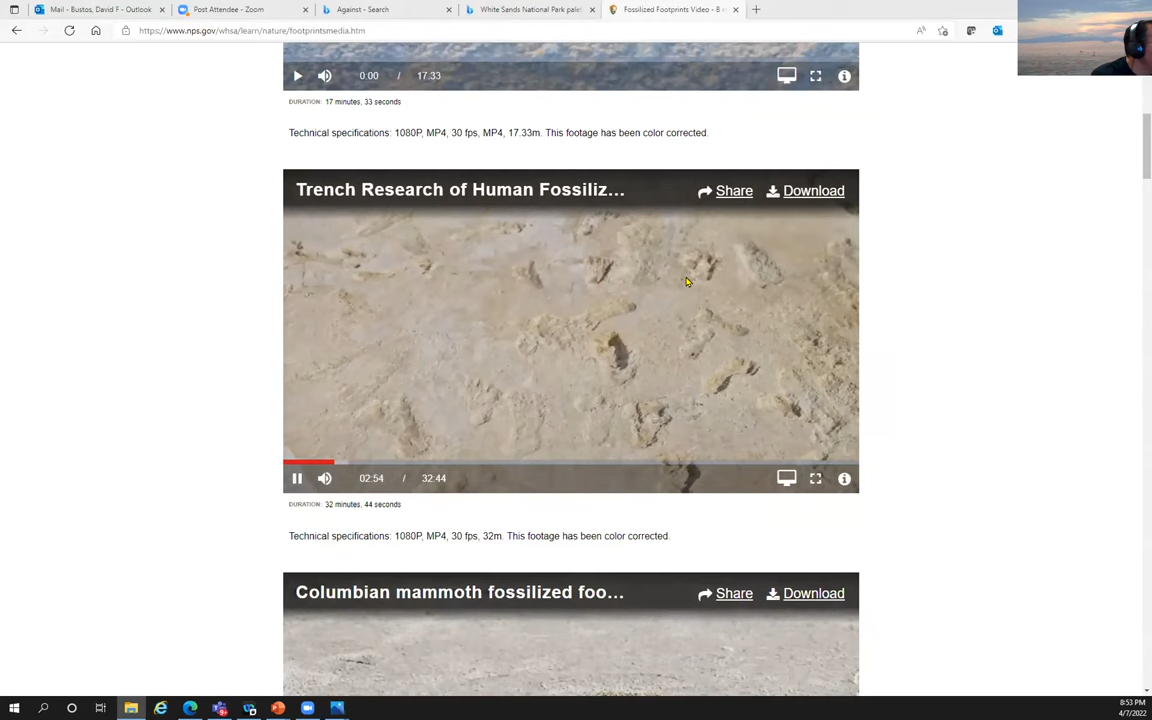 Mail - Bustos, David F - Outlook
Post Attendee - Zoom
Against - Search
White Sands National Park pale
Fossilized Footprints Video - B
https://www.nps.gov/whsa/learn/nature/footprintsmedia.htm
0:00 / 17:33
DURATION: 17 minutes, 33 seconds
Technical specifications: 1080P, MP4, 30 fps, MP4, 17.33m. This footage has been color corrected.
Trench Research of Human Fossiliz...
Share
Download
02:54 / 32:44
DURATION: 32 minutes, 44 seconds
Technical specifications: 1080P, MP4, 30 fps, 32m. This footage has been color corrected.
Columbian mammoth fossilized foo...
Share
Download
8:53 PM
4/7/2022